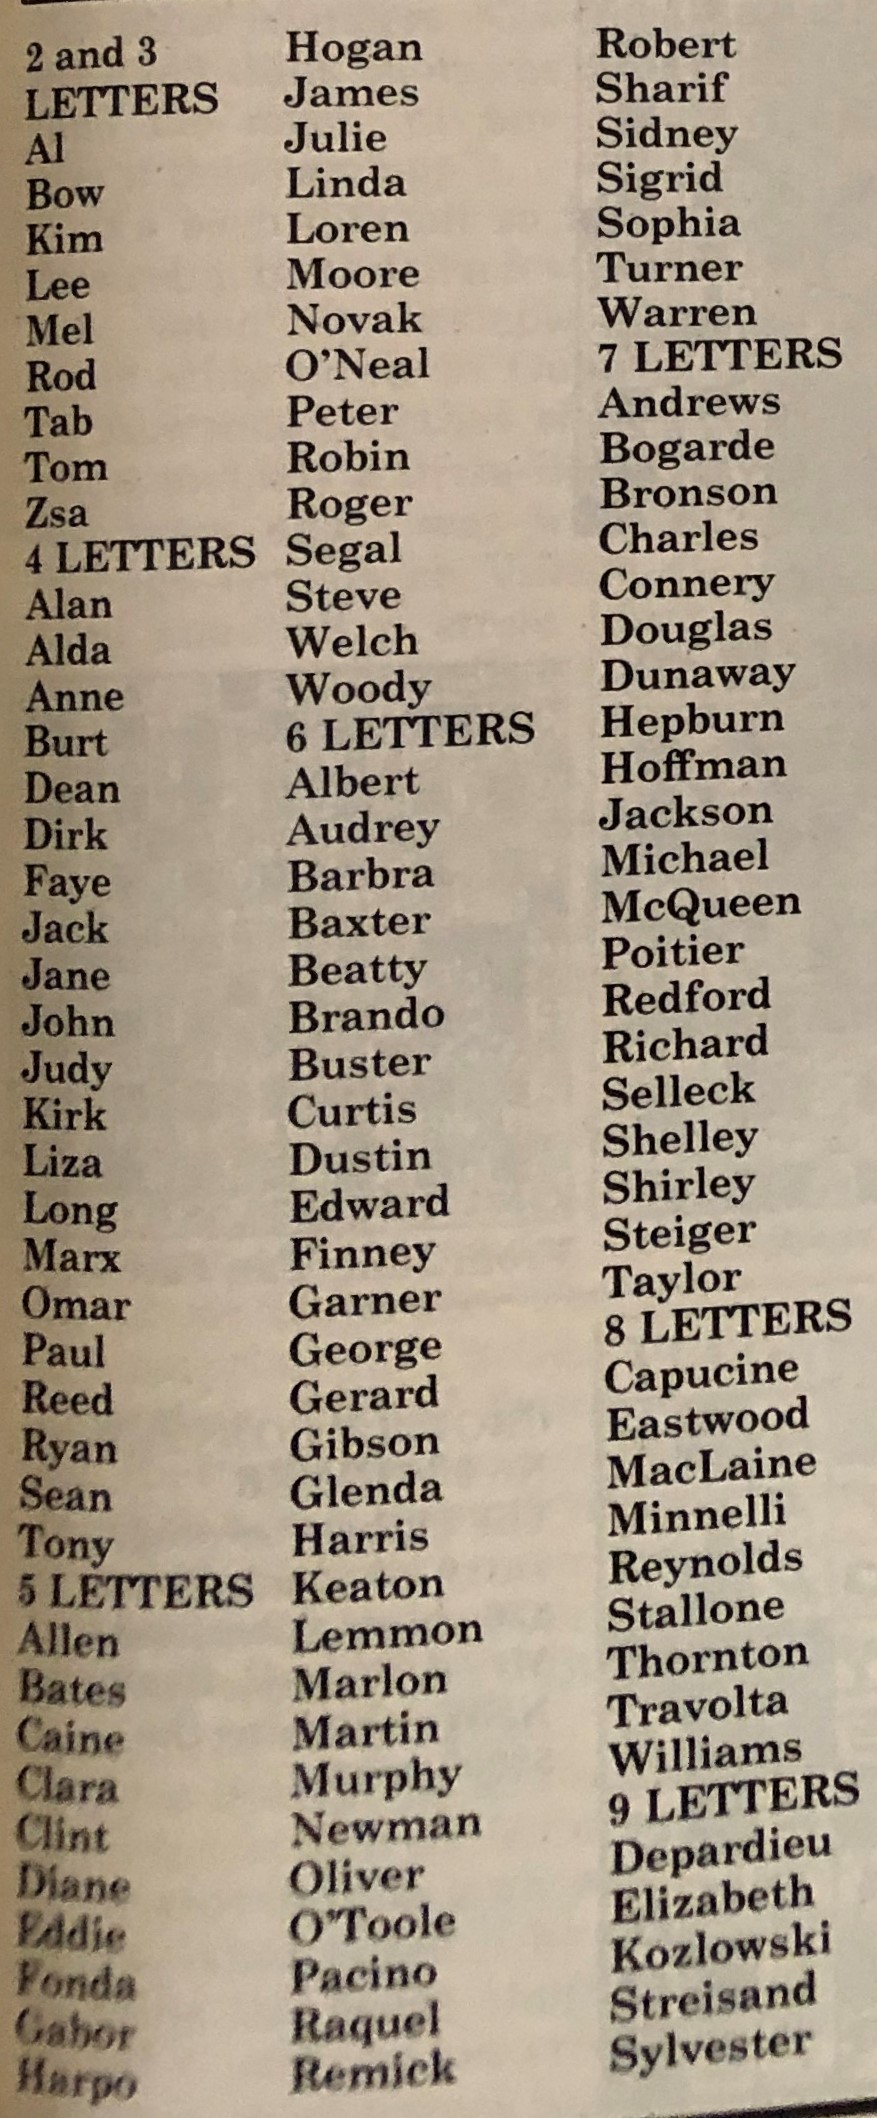 2 and 3
LETTERS
Al
Bow
Kim
Lee
Mel
Rod
Tab
Tom
Zsa
4 LETTERS
Alan
Alda
Anne
Burt
Dean
Dirk
Faye
Jack
Jane
John
Judy
Kirk
Liza
Long
Marx
Omar
Paul
Reed
Ryan
Sean
Tony
5 LETTERS
Allen
Bates
Caine
Clara
Clint
Diane
Eddie
Fonda
Gabor
Harpo
Hogan
James
Julie
Linda
Loren
Moore
Novak
O'Neal
Peter
Robin
Roger
Segal
Steve
Welch
Woody
6 LETTERS
Albert
Audrey
Barbra
Baxter
Beatty
Brando
Buster
Curtis
Dustin
Edward
Finney
Garner
George
Gerard
Gibson
Glenda
Harris
Keaton
Lemmon
Marlon
Martin
Murphy
Newman
Oliver
O'Toole
Pacino
Raquel
Remick
Robert
Sharif
Sidney
Sigrid
Sophia
Turner
Warren
7 LETTERS
Andrews
Bogarde
Bronson
Charles
Connery
Douglas
Dunaway
Hepburn
Hoffman
Jackson
Michael
McQueen
Poitier
Redford
Richard
Selleck
Shelley
Shirley
Steiger
Taylor
8 LETTERS
Capucine
Eastwood
MacLaine
Minnelli
Reynolds
Stallone
Thornton
Travolta
Williams
9 LETTERS
Depardieu
Elizabeth
Kozlowski
Streisand
Sylvester